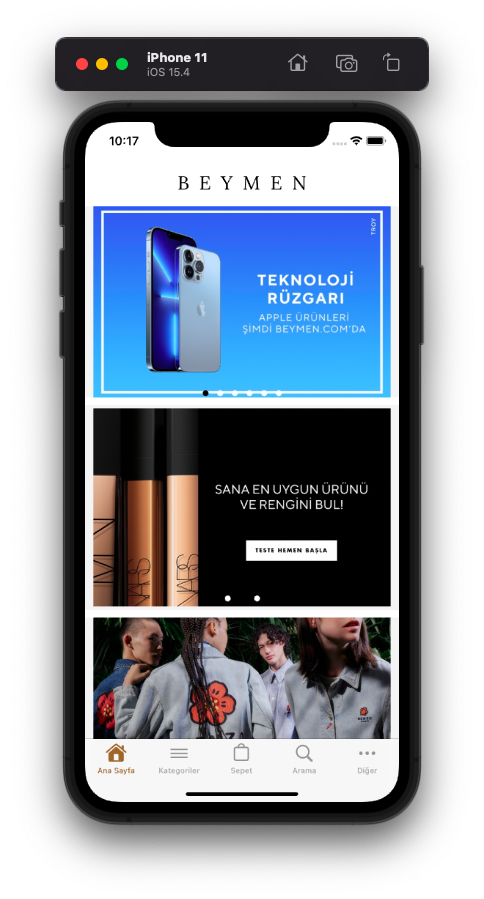 iPhone 11
iOS 15.4
10:17
BEYMEN
TROY
TEKNOLOJİ
RÜZGARI
APPLE ÜRÜNLERİ
ŞİMDİ BEYMEN.COM'DA
SANA EN UYGUN ÜRÜNÜ
VE RENGİNİ BUL!
TESTE HEMEN BAŞLA
NARS
NARS
Ana Sayfa
Kategoriler
Sepet
Arama
Diğer